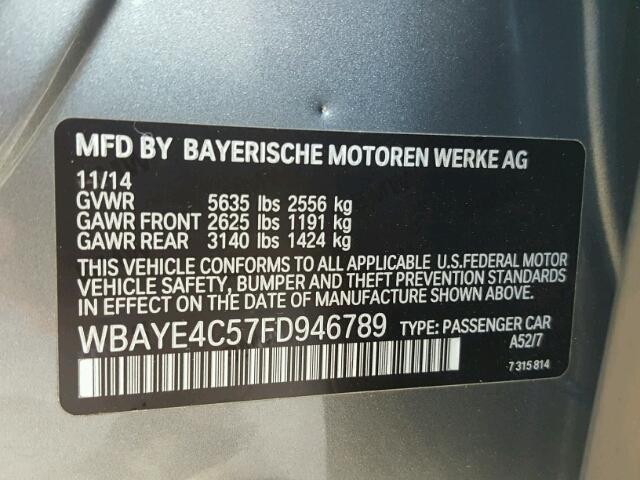 MFD BY BAYERISCHE MOTOREN WERKE AG
11/14
GVWR 5635 lbs 2556 kg
GAWR FRONT 2625 lbs 1191 kg
GAWR REAR 3140 lbs 1424 kg
THIS VEHICLE CONFORMS TO ALL APPLICABLE U.S.FEDERAL MOTOR
VEHICLE SAFETY, BUMPER AND THEFT PREVENTION STANDARDS
IN EFFECT ON THE DATE OF MANUFACTURE SHOWN ABOVE.
WBAYE4C57FD946789 TYPE: PASSENGER CAR
A52/7
7 315 814